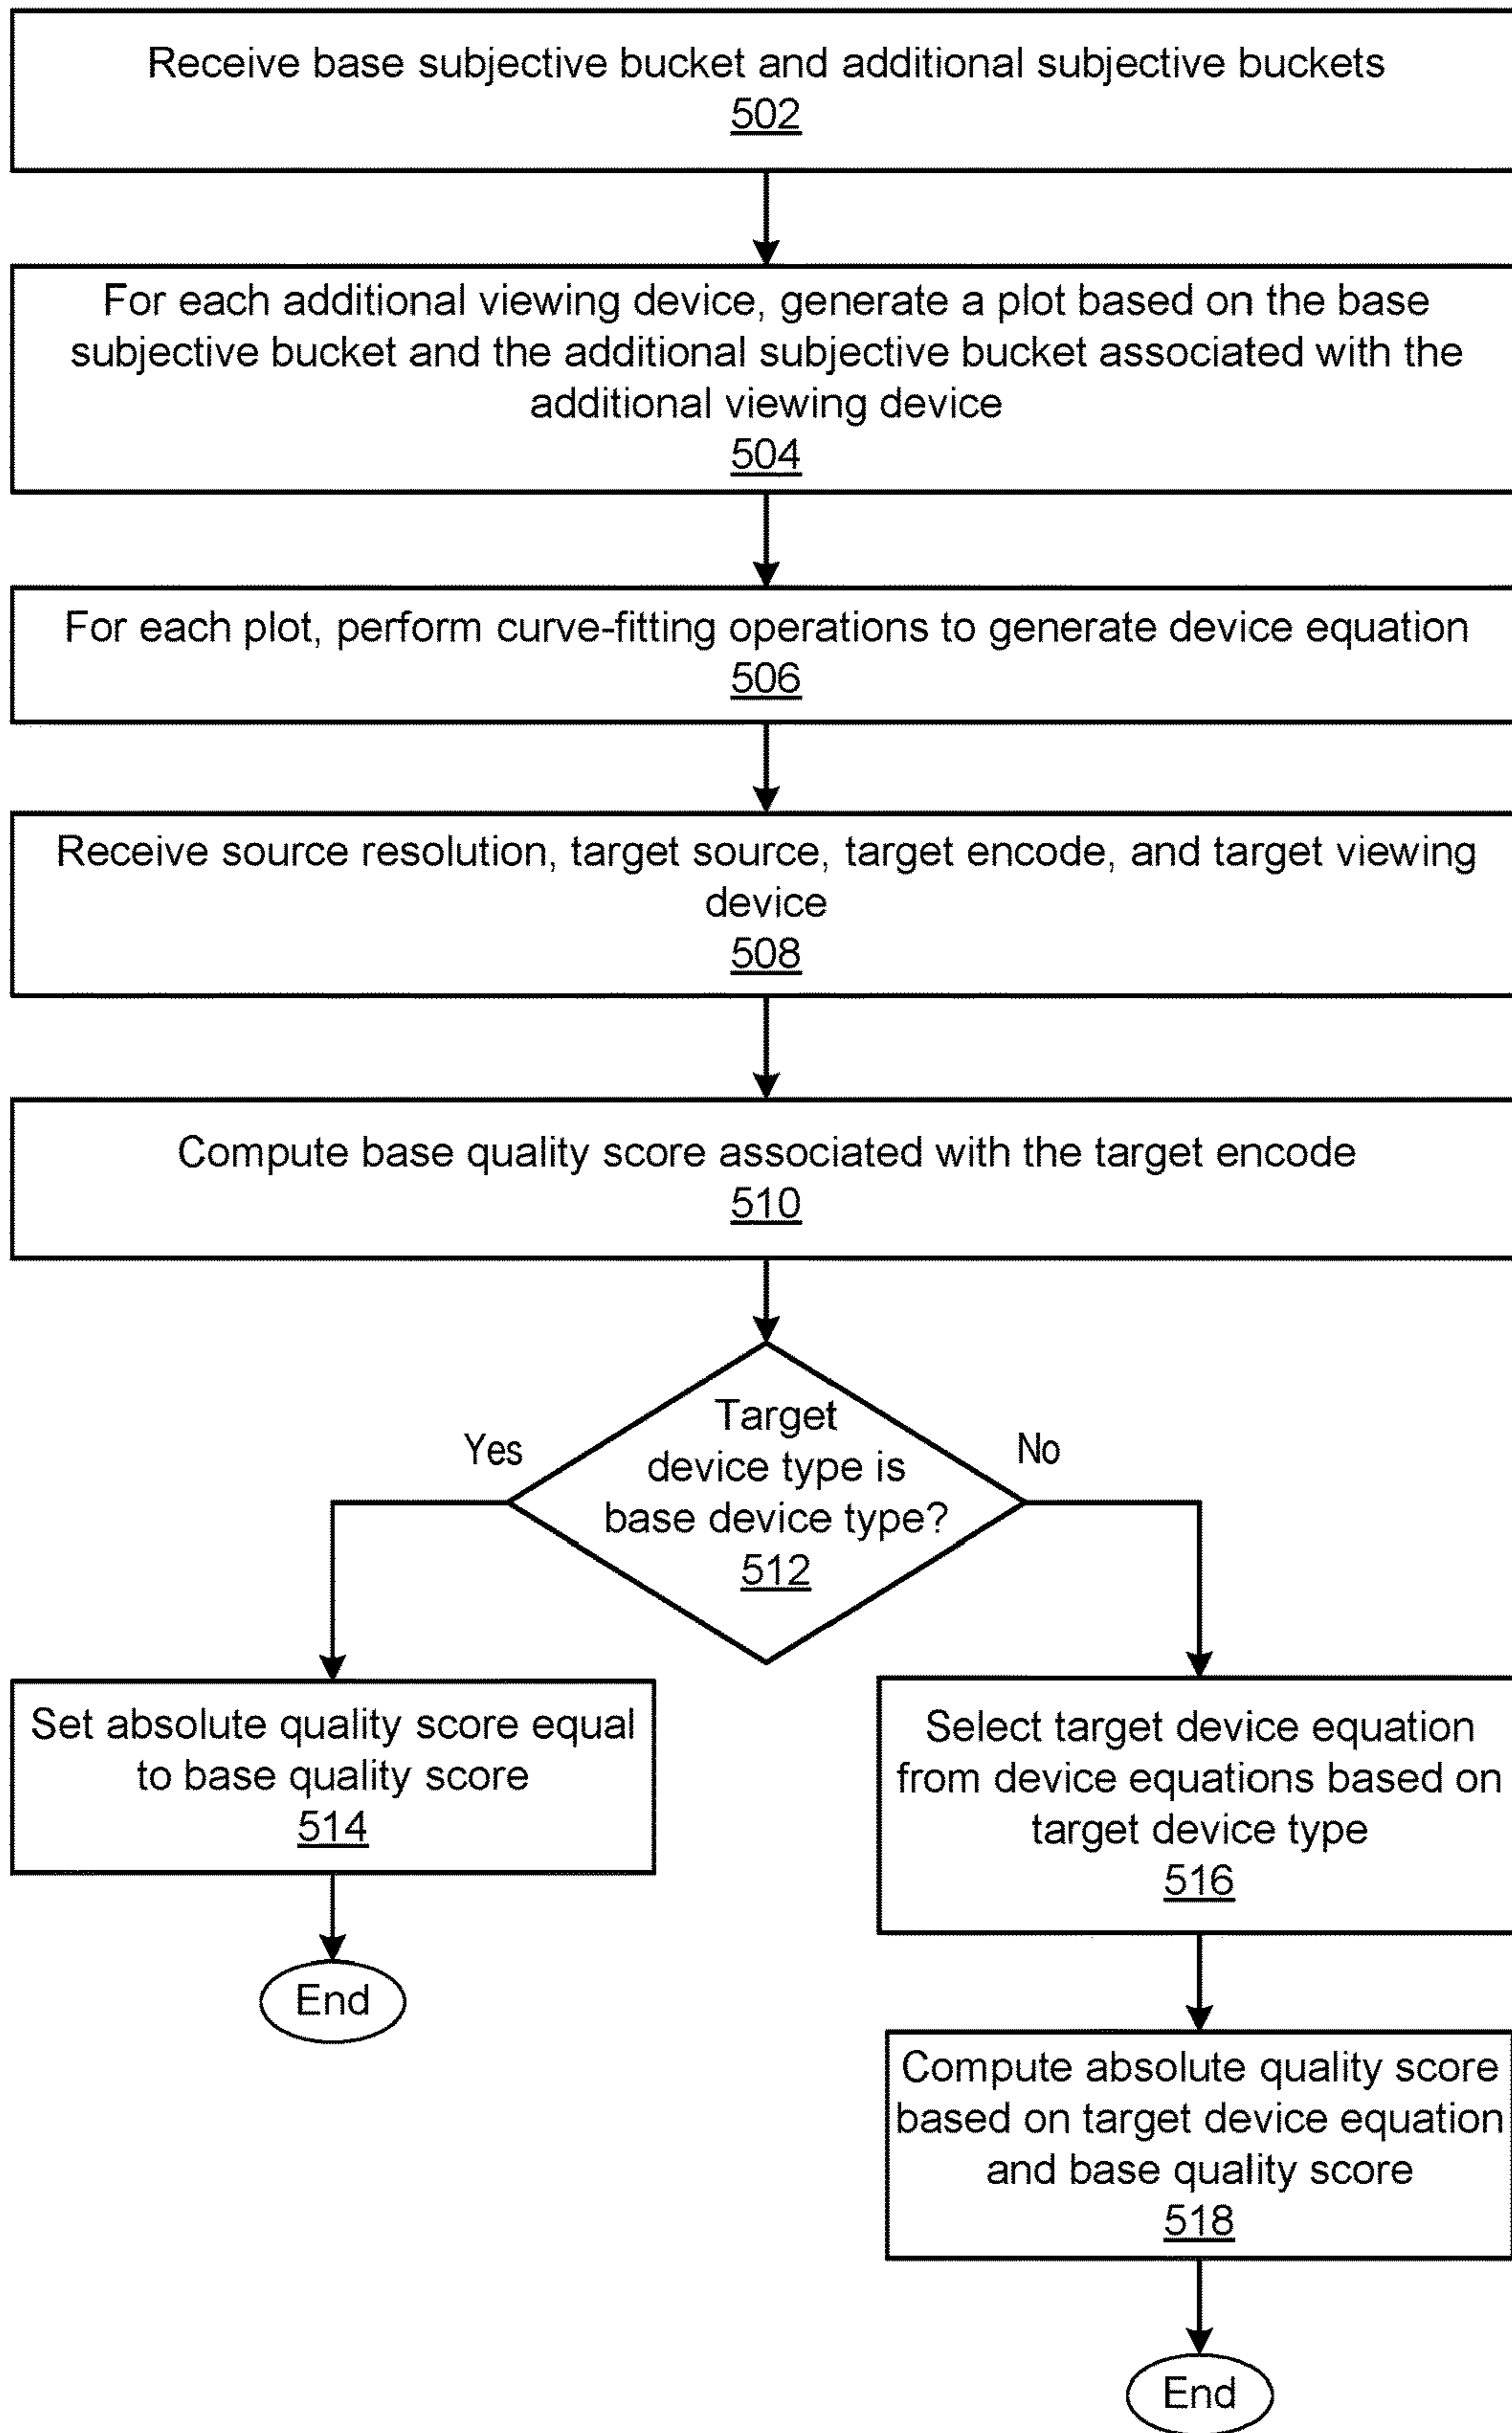 Receive base subjective bucket and additional subjective buckets
502
For each additional viewing device, generate a plot based on the base
subjective bucket and the additional subjective bucket associated with the
additional viewing device
504
For each plot, perform curve-fitting operations to generate device equation
506
Receive source resolution, target source, target encode, and target viewing
device
508
Compute base quality score associated with the target encode
510
Target
device type is
base device type?
512
Yes
No
Set absolute quality score equal
to base quality score
514
End
Select target device equation
from device equations based on
target device type
516
Compute absolute quality score
based on target device equation
and base quality score
518
End